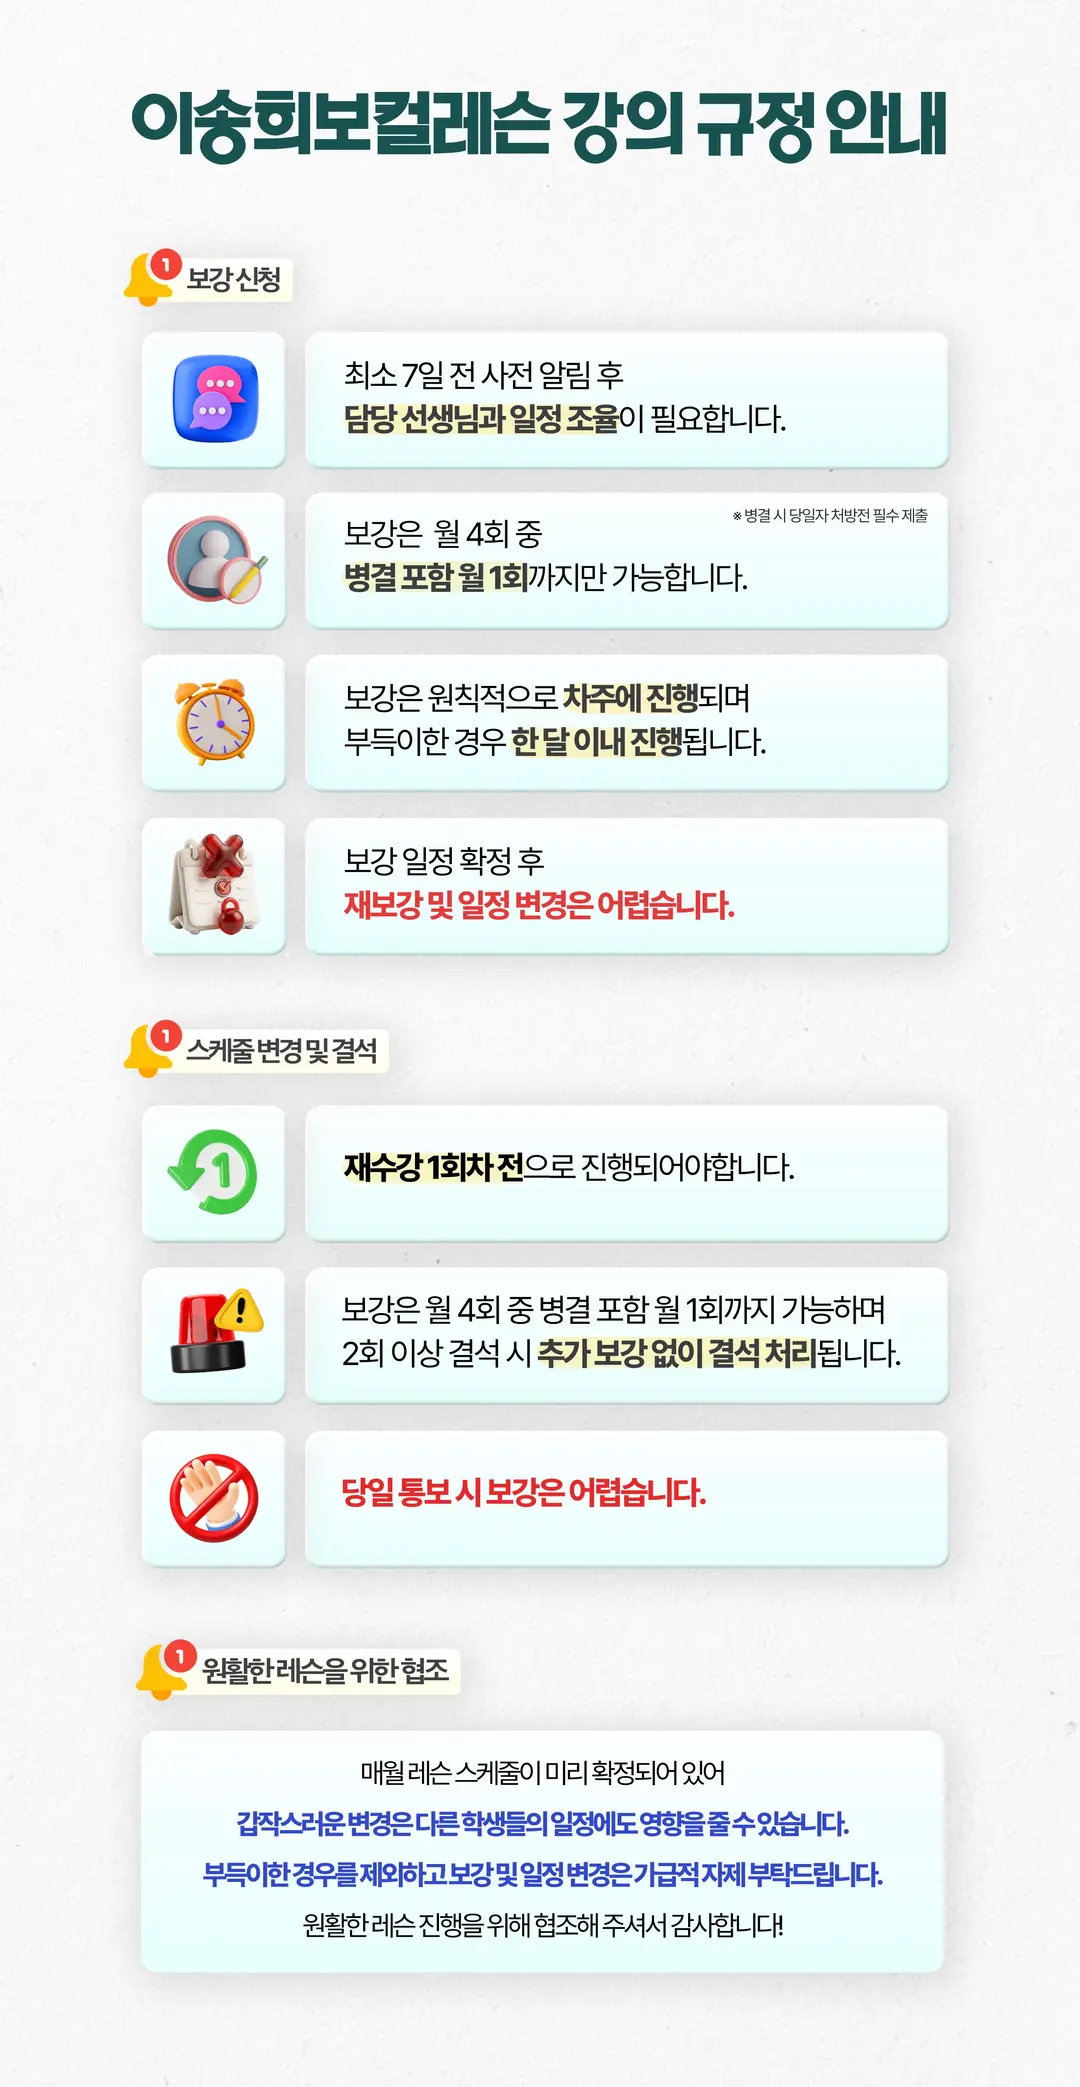 이송희보컬레슨 강의 규정 안내
1
보강 신청
최소 7일 전 사전 알림 후
담당 선생님과 일정 조율이 필요합니다.
※ 병결 시 당일자 처방전 필수 제출
보강은 월 4회 중
병결 포함 월 1회까지만 가능합니다.
보강은 원칙적으로 차주에 진행되며
부득이한 경우 한 달 이내 진행됩니다.
보강 일정 확정 후
재보강 및 일정 변경은 어렵습니다.
1
스케줄 변경 및 결석
1
재수강 1회차 전으로 진행되어야합니다.
보강은 월 4회 중 병결 포함 월 1회까지 가능하며
2회 이상 결석 시 추가 보강 없이 결석 처리됩니다.
당일 통보 시 보강은 어렵습니다.
1
원활한 레슨을 위한 협조
매월 레슨 스케줄이 미리 확정되어 있어
갑작스러운 변경은 다른 학생들의 일정에도 영향을 줄 수 있습니다.
부득이한 경우를 제외하고 보강 및 일정 변경은 가급적 자제 부탁드립니다.
원활한 레슨 진행을 위해 협조해 주셔서 감사합니다!